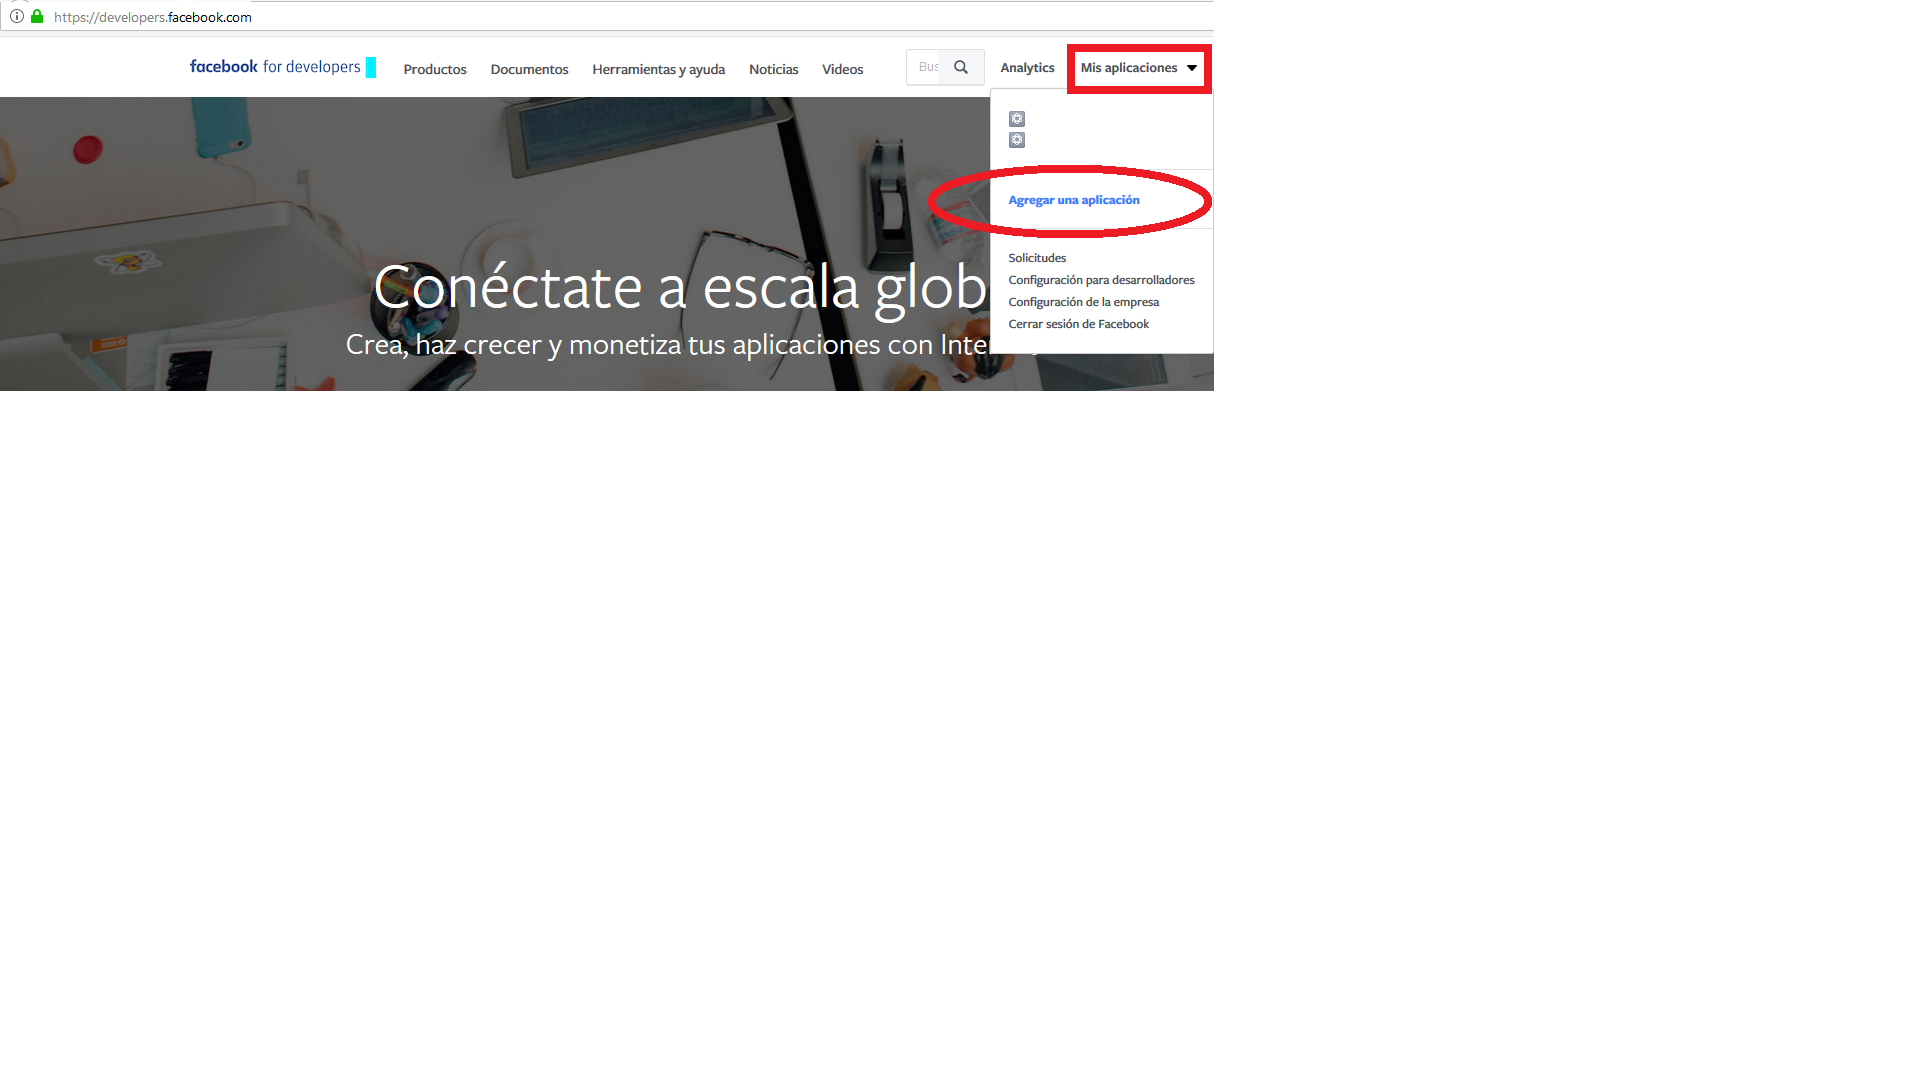 https://developers.facebook.com
facebook for developers
Productos
Documentos
Herramientas y ayuda
Noticias
Videos
Bus
Analytics
Mis aplicaciones
Agregar una aplicación
Solicitudes
Configuración para desarrolladores
Configuración de la empresa
Cerrar sesión de Facebook
Conéctate a escala glob
Crea, haz crecer y monetiza tus aplicaciones con Inte